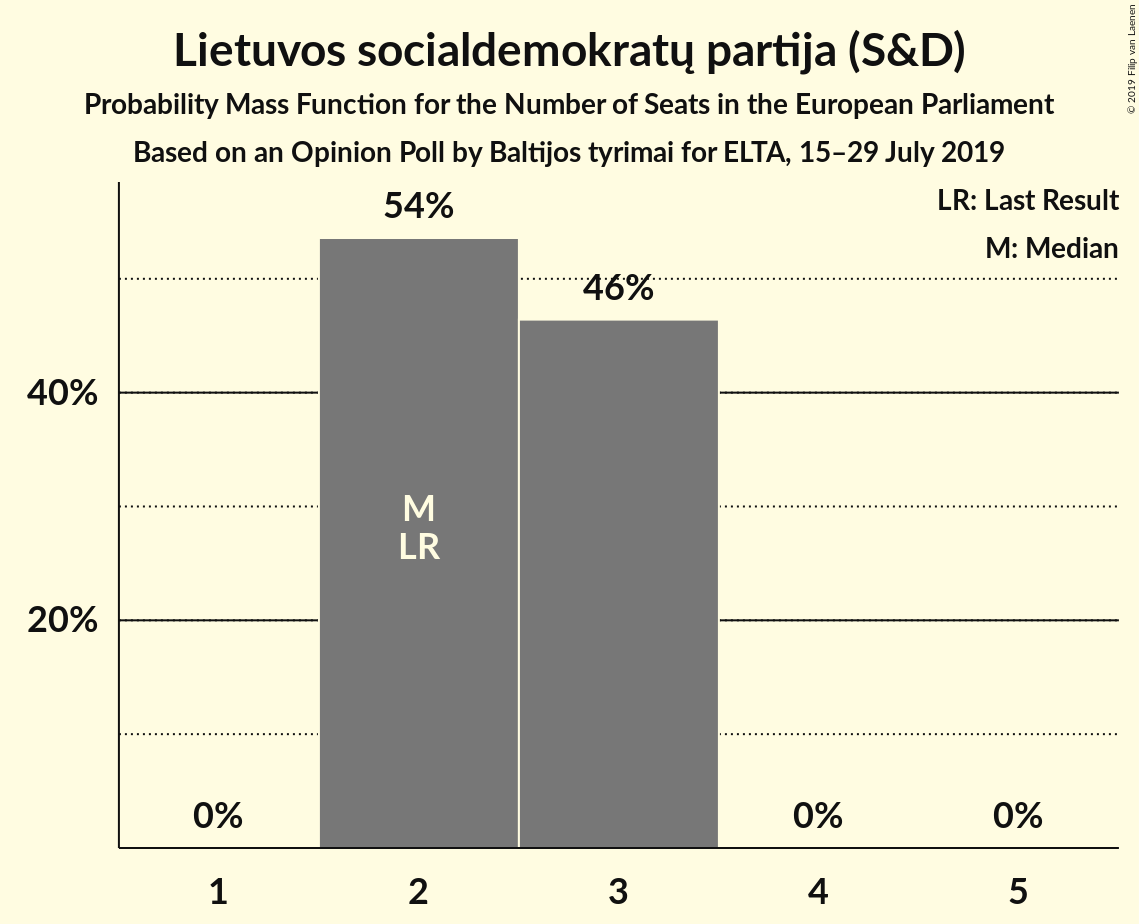 Lietuvos socialdemokratų partija (S&D)
Probability Mass Function for the Number of Seats in the European Parliament
Based on an Opinion Poll by Baltijos tyrimai for ELTA, 15–29 July 2019
© 2019 Filip van Laenen
LR: Last Result
M: Median
54%
46%
40%
M
LR
20%
0%
0%
0%
1
2
3
4
5